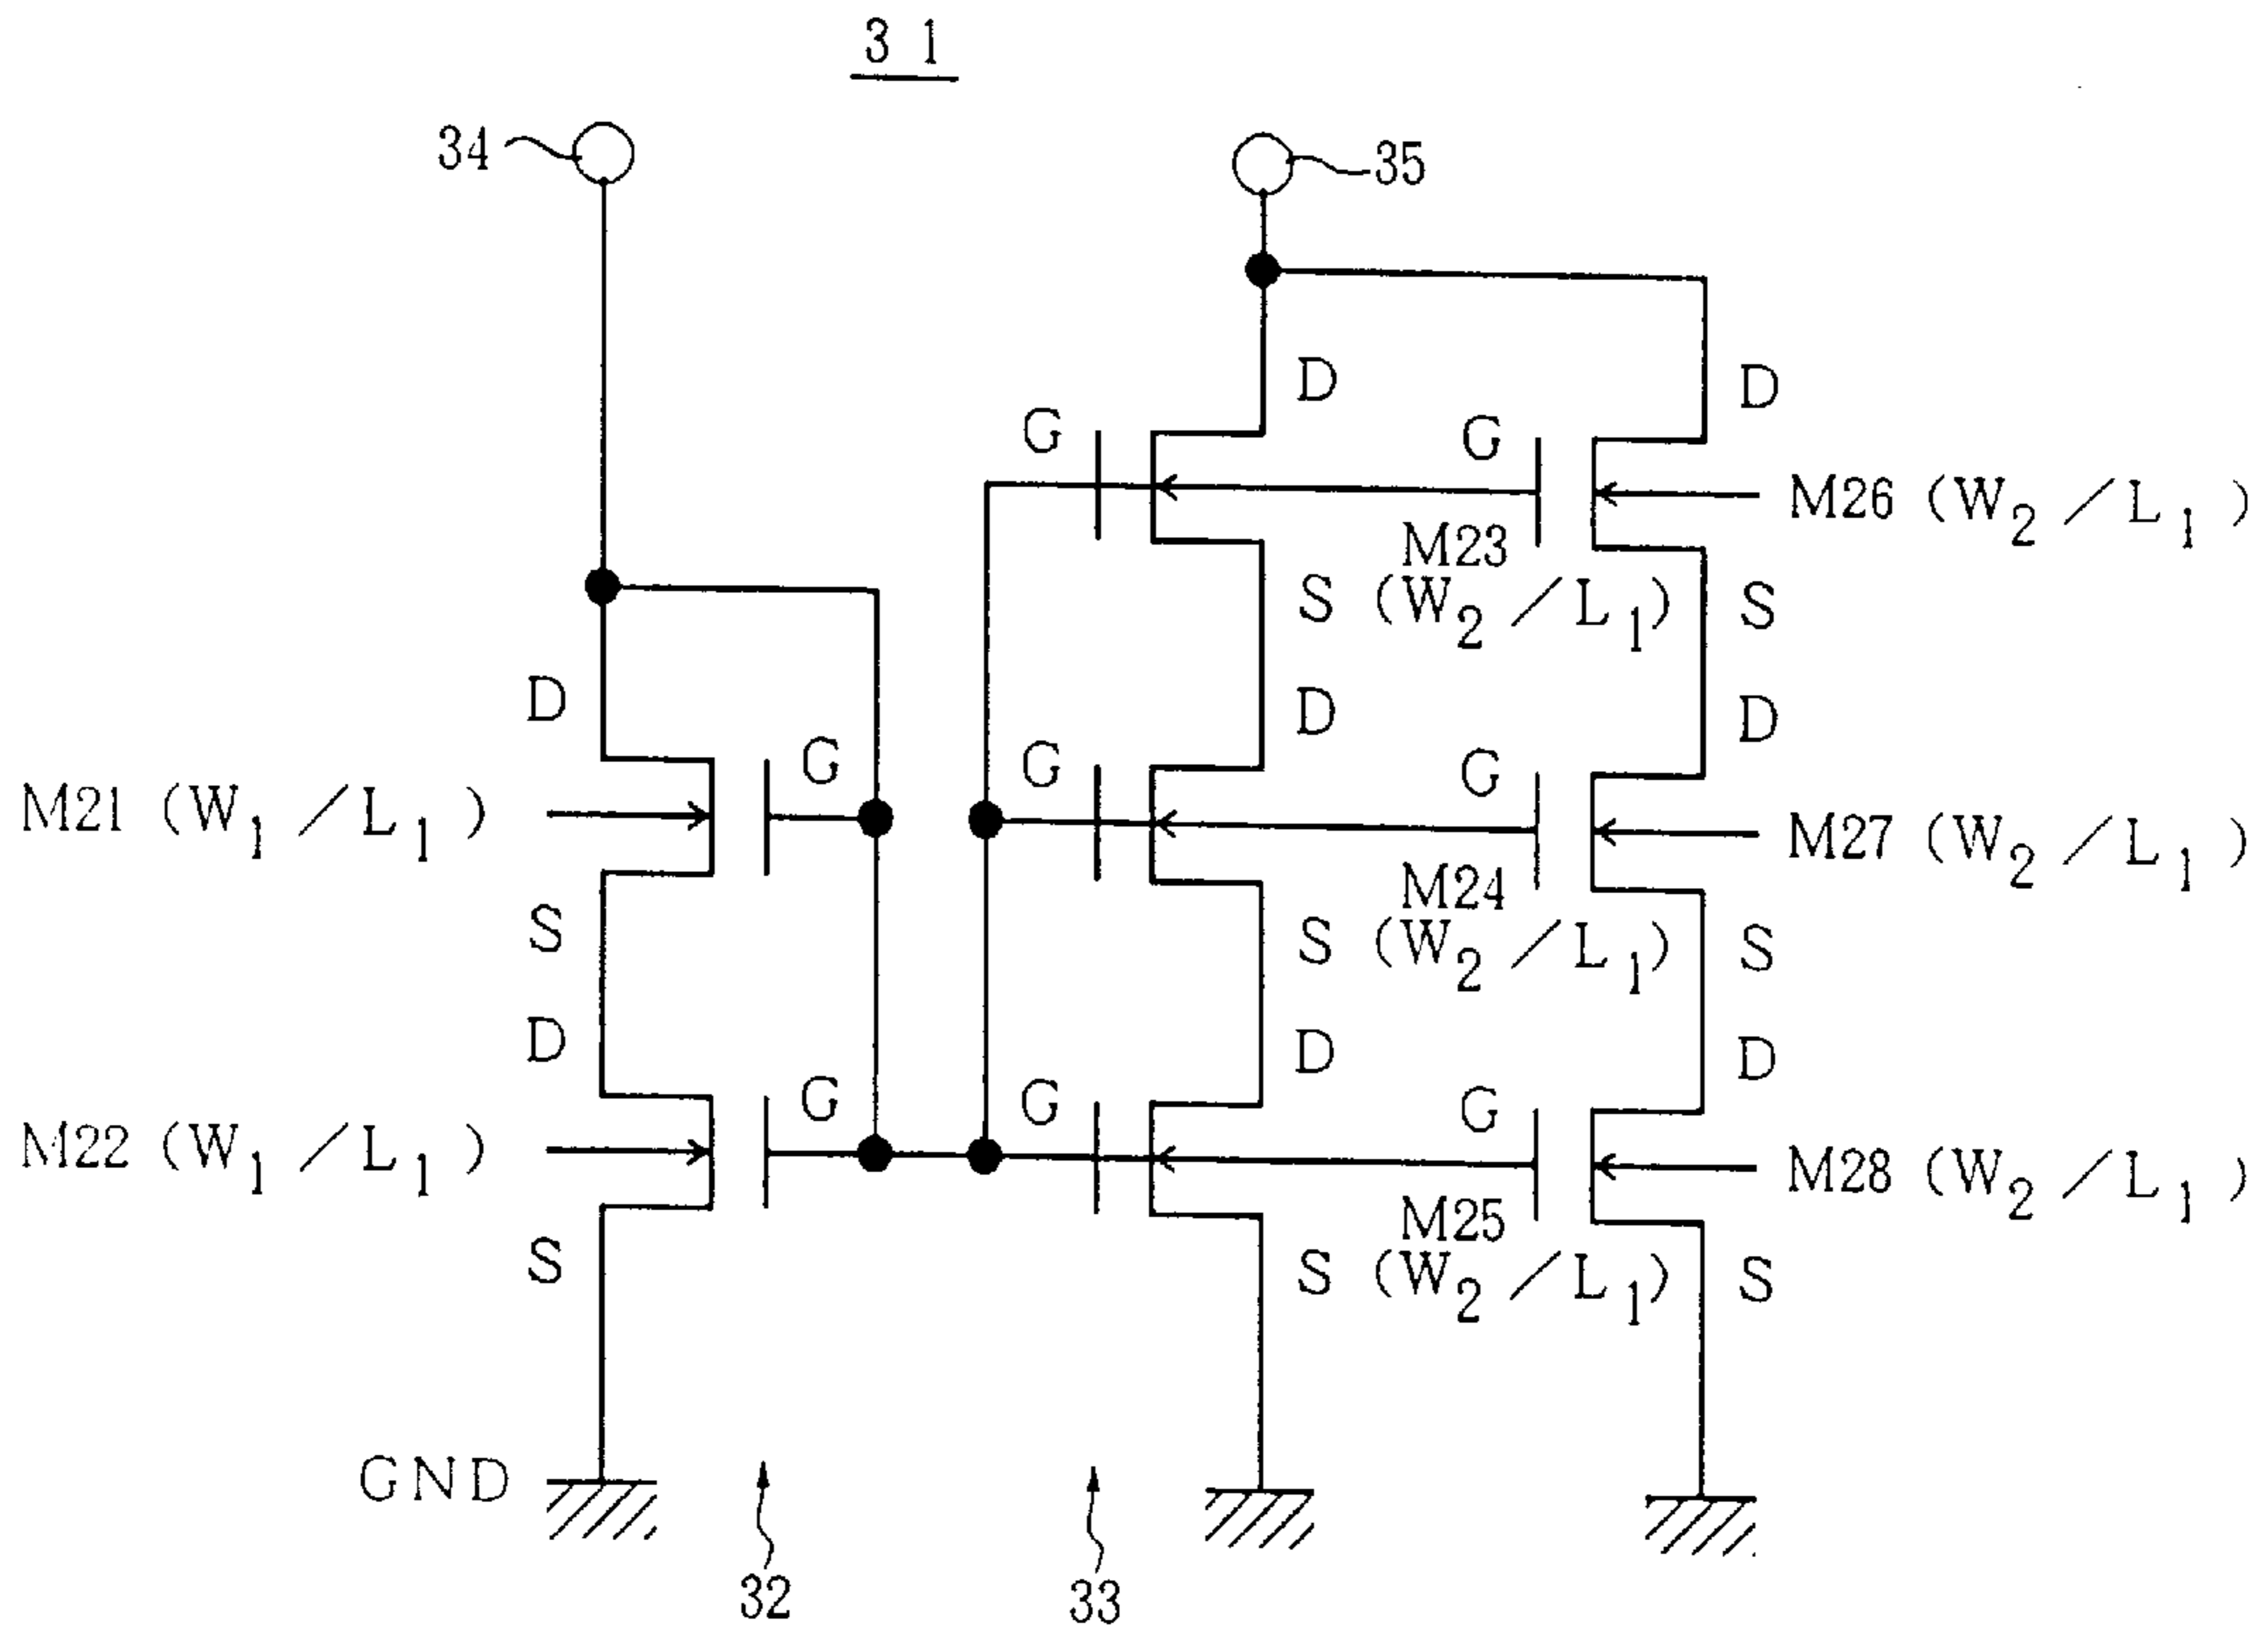 31
34
35
D
D
G
G
M26 (W2/L1)
M23
S (W2/L1)
S
D
D
D
G
G
G
M21 (W1/L1)
M27 (W2/L1)
M24
S
S (W2/L1)
S
D
D
D
G
G
G
M22 (W1/L1)
M28 (W2/L1)
M25
S
S (W2/L1)
S
GND
32
33